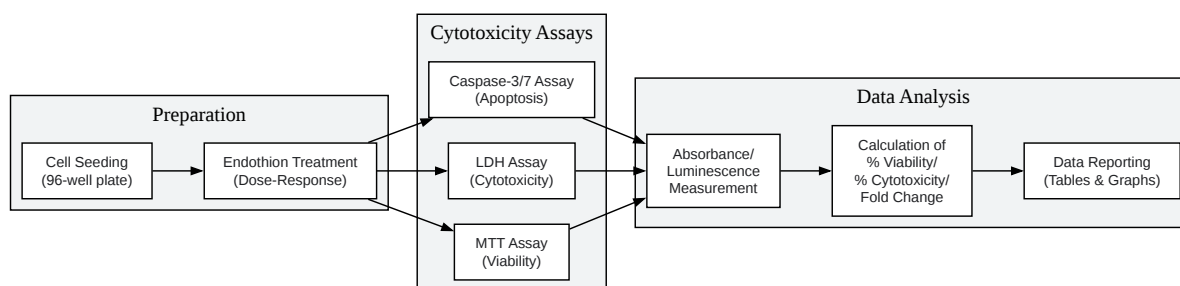 Preparation
Cell Seeding
(96-well plate)
Endothion Treatment
(Dose-Response)
Cytotoxicity Assays
Caspase-3/7 Assay
(Apoptosis)
LDH Assay
(Cytotoxicity)
MTT Assay
(Viability)
Data Analysis
Absorbance/
Luminescence
Measurement
Calculation of
% Viability/
% Cytotoxicity/
Fold Change
Data Reporting
(Tables & Graphs)